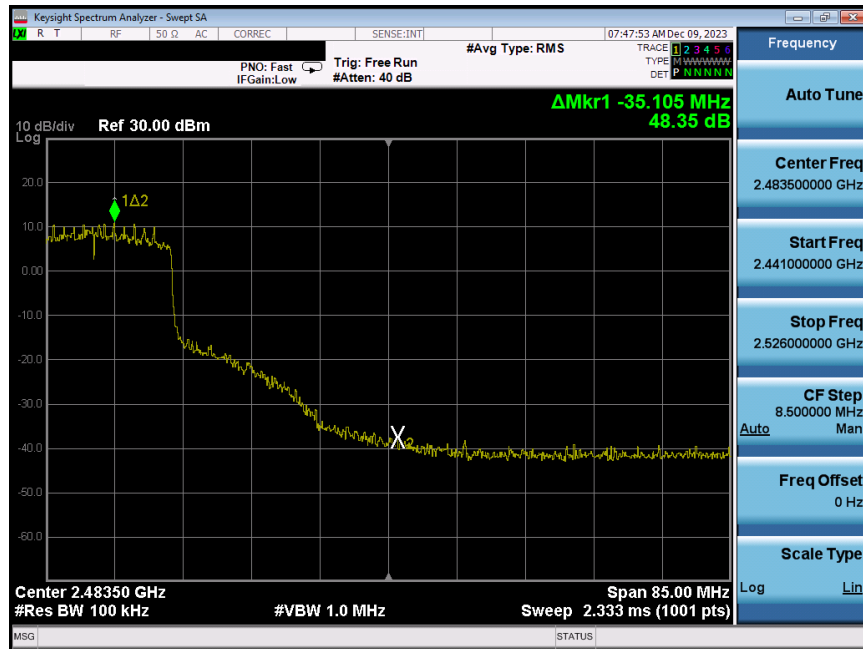 Keysight Spectrum Analyzer - Swept SA
LXI R T RF 50 Ω AC CORREC SENSE:INT 07:47:53 AM Dec 09, 2023
#Avg Type: RMS
TRACE 1 2 3 4 5 6
TYPE M WWWWW
DET P N N N N N
PNO: Fast
IFGain:Low
Trig: Free Run
#Atten: 40 dB
ΔMkr1 -35.105 MHz
48.35 dB
10 dB/div Ref 30.00 dBm
Log
1Δ2
20.0
10.0
0.00
-10.0
-20.0
-30.0
-40.0
-50.0
-60.0
X2
Center 2.48350 GHz
Span 85.00 MHz
#Res BW 100 kHz
#VBW 1.0 MHz
Sweep 2.333 ms (1001 pts)
MSG
STATUS
Frequency
Auto Tune
Center Freq
2.483500000 GHz
Start Freq
2.441000000 GHz
Stop Freq
2.526000000 GHz
CF Step
8.500000 MHz
Auto Man
Freq Offset
0 Hz
Scale Type
Log Lin